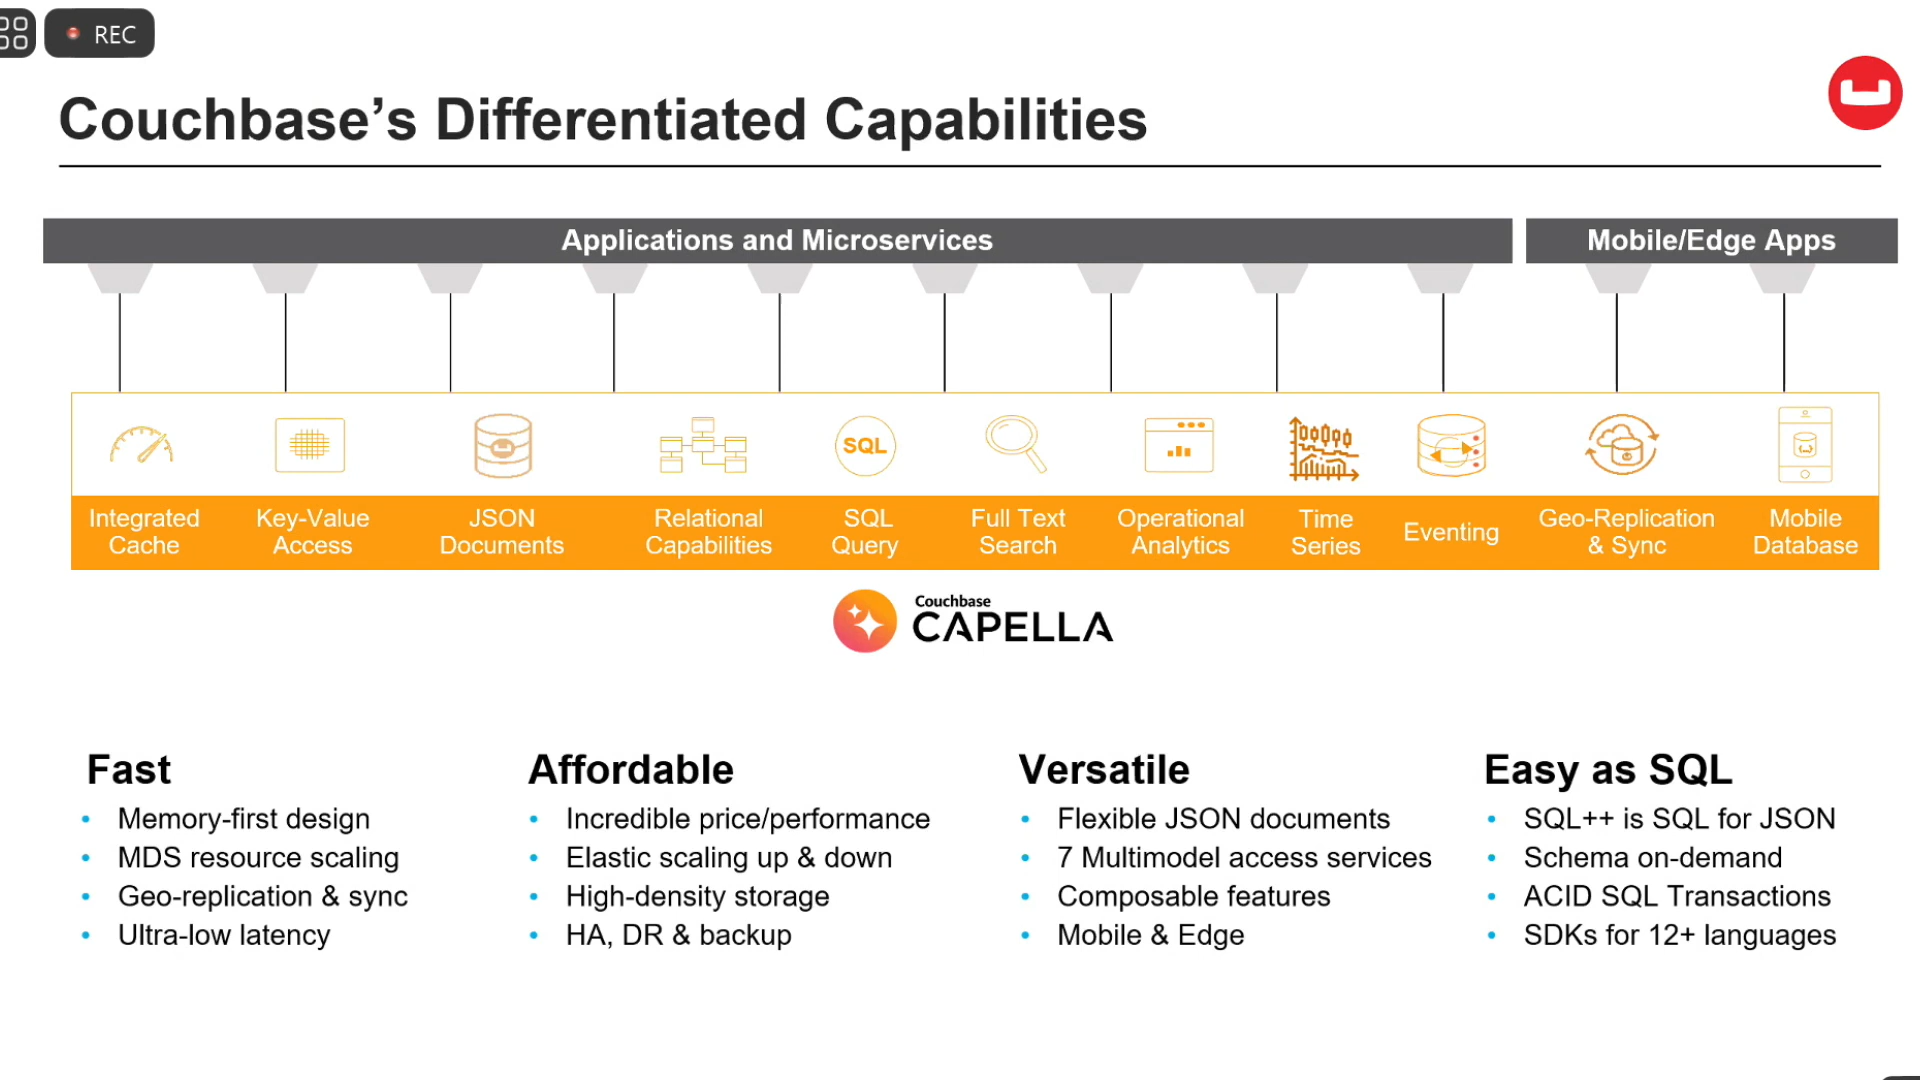 REC
Couchbase’s Differentiated Capabilities
Applications and Microservices
Mobile/Edge Apps
SQL
Integrated
Cache
Key-Value
Access
JSON
Documents
Relational
Capabilities
SQL
Query
Full Text
Search
Operational
Analytics
Time
Series
Eventing
Geo-Replication
& Sync
Mobile
Database
Couchbase
CAPELLA
Fast
• Memory-first design
• MDS resource scaling
• Geo-replication & sync
• Ultra-low latency
Affordable
• Incredible price/performance
• Elastic scaling up & down
• High-density storage
• HA, DR & backup
Versatile
• Flexible JSON documents
• 7 Multimodel access services
• Composable features
• Mobile & Edge
Easy as SQL
• SQL++ is SQL for JSON
• Schema on-demand
• ACID SQL Transactions
• SDKs for 12+ languages